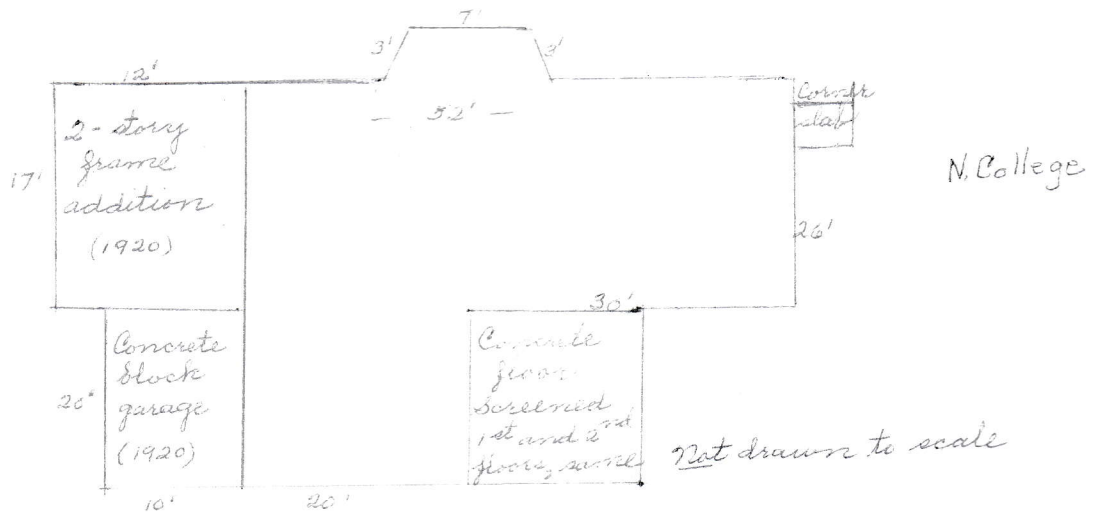 7'
3'
3'
12'
52'
Corner
slab
2-story
frame
addition
(1920)
17'
N. College
26'
30'
Concrete
block
garage
(1920)
20'
Concrete
floor
screened
1st and 2nd
floors, same
Not drawn to scale
10'
20'